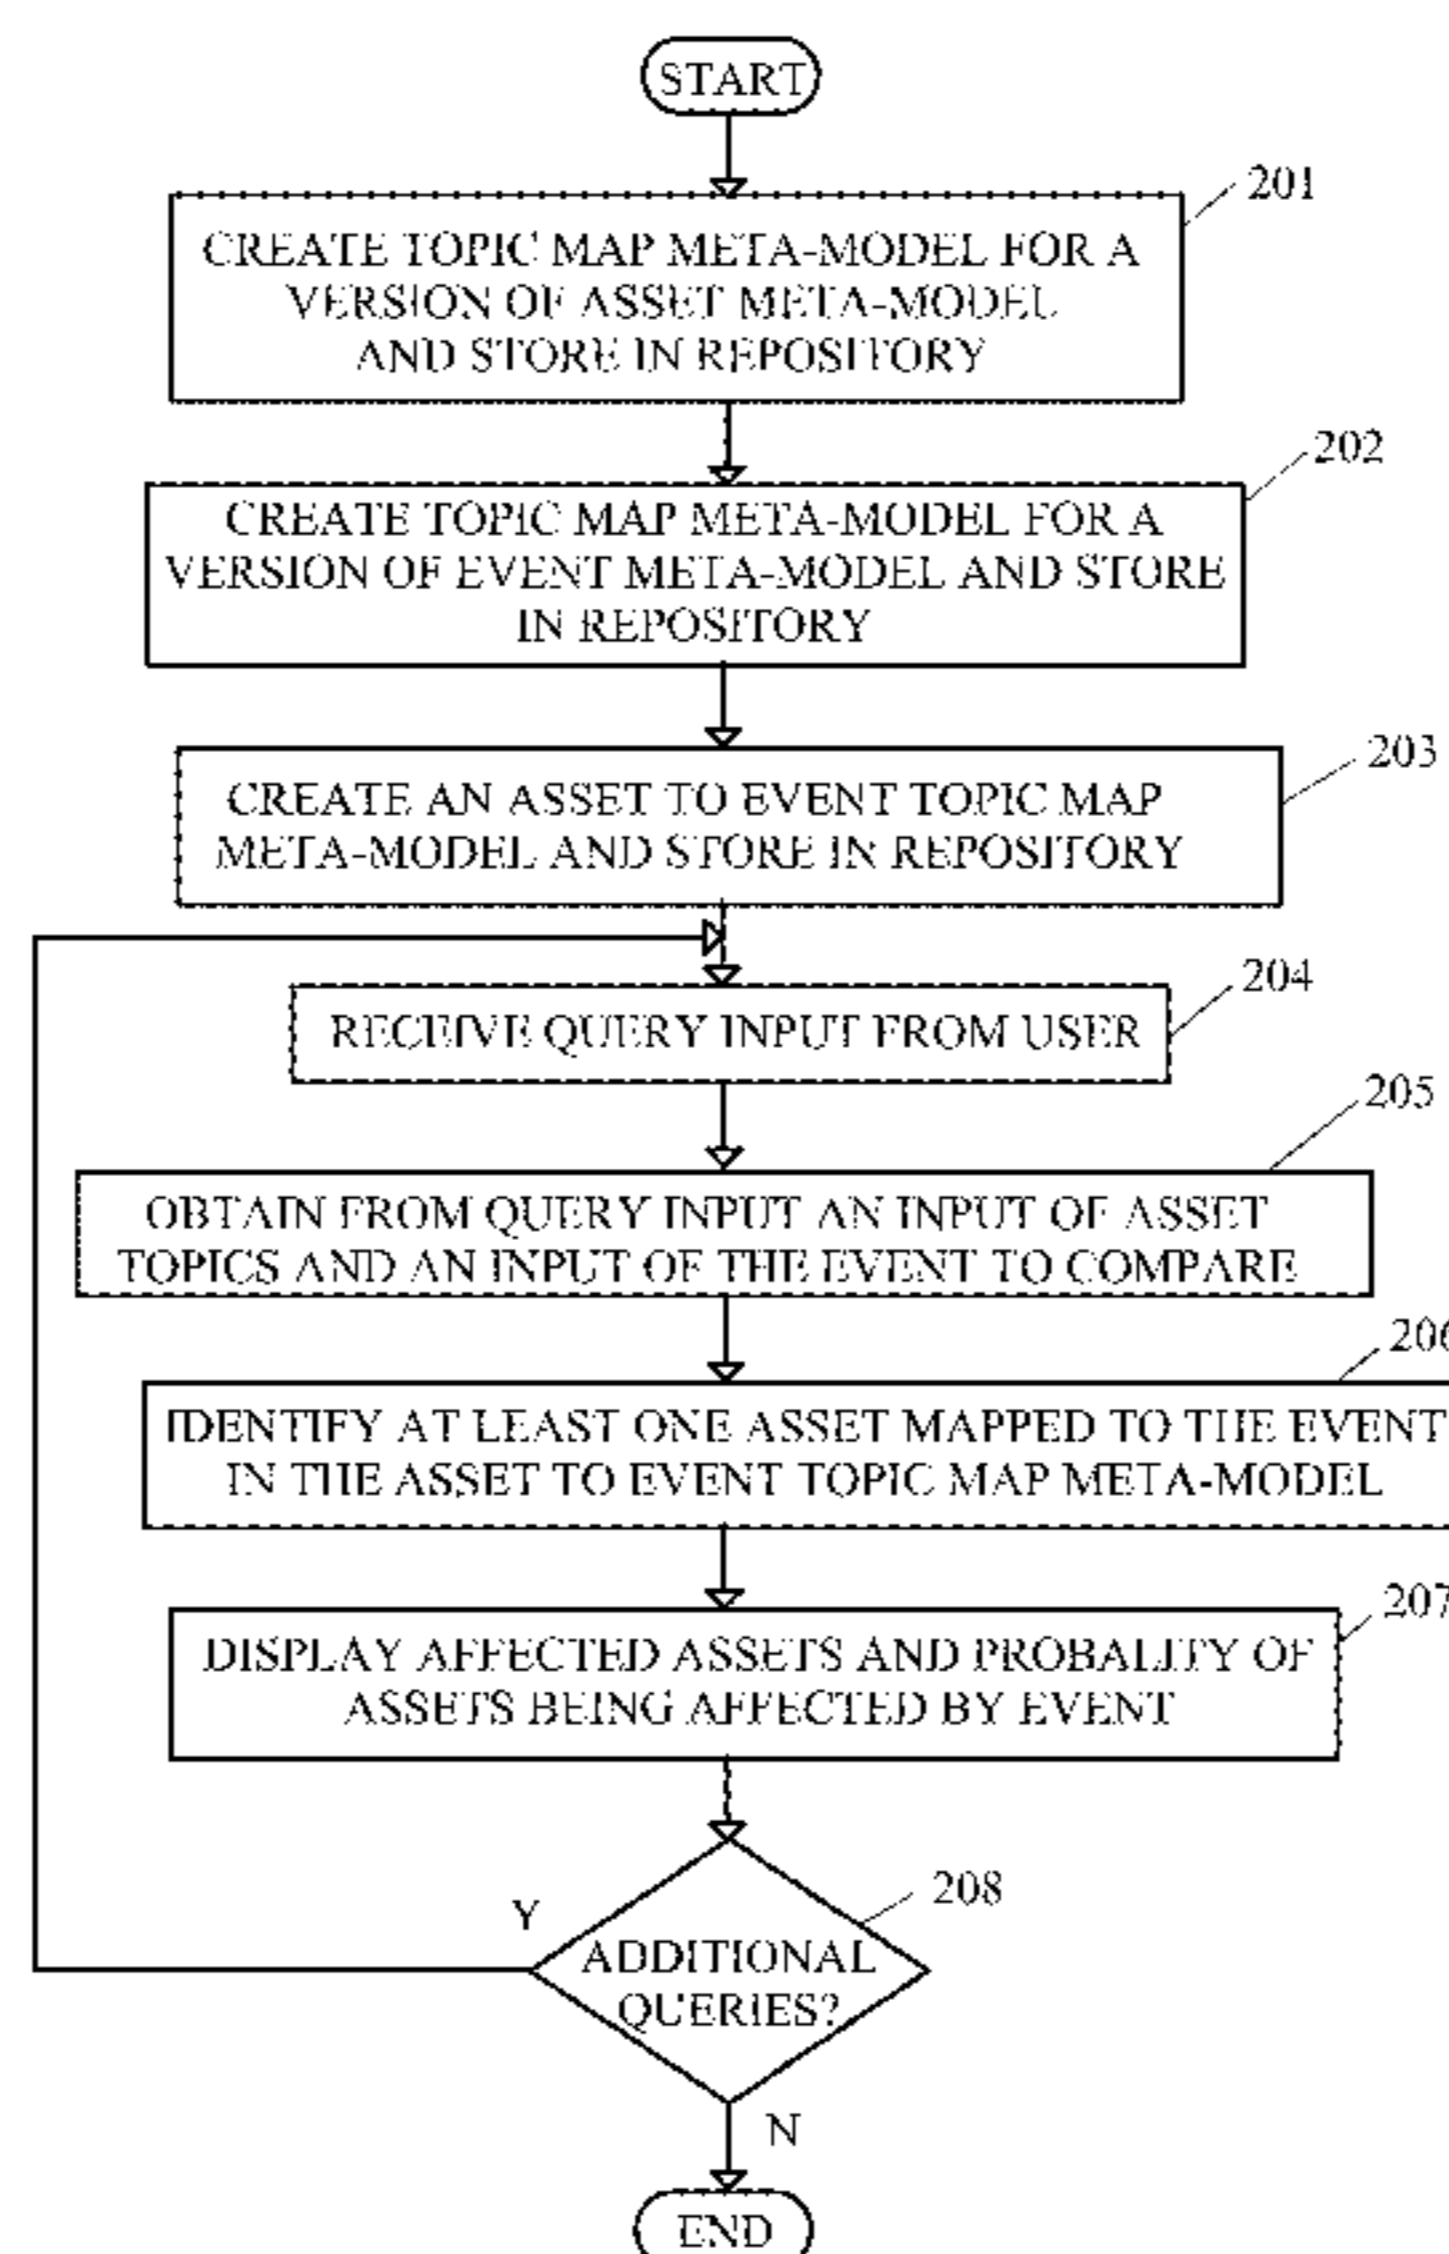 START
201
CREATE TOPIC MAP META-MODEL FOR A
VERSION OF ASSET META-MODEL
AND STORE IN REPOSITORY
202
CREATE TOPIC MAP META-MODEL FOR A
VERSION OF EVENT META-MODEL AND STORE
IN REPOSITORY
203
CREATE AN ASSET TO EVENT TOPIC MAP
META-MODEL AND STORE IN REPOSITORY
204
RECEIVE QUERY INPUT FROM USER
205
OBTAIN FROM QUERY INPUT AN INPUT OF ASSET
TOPICS AND AN INPUT OF THE EVENT TO COMPARE
206
IDENTIFY AT LEAST ONE ASSET MAPPED TO THE EVENT
IN THE ASSET TO EVENT TOPIC MAP META-MODEL
207
DISPLAY AFFECTED ASSETS AND PROBALITY OF
ASSETS BEING AFFECTED BY EVENT
208
Y
ADDITIONAL
QUERIES?
N
END